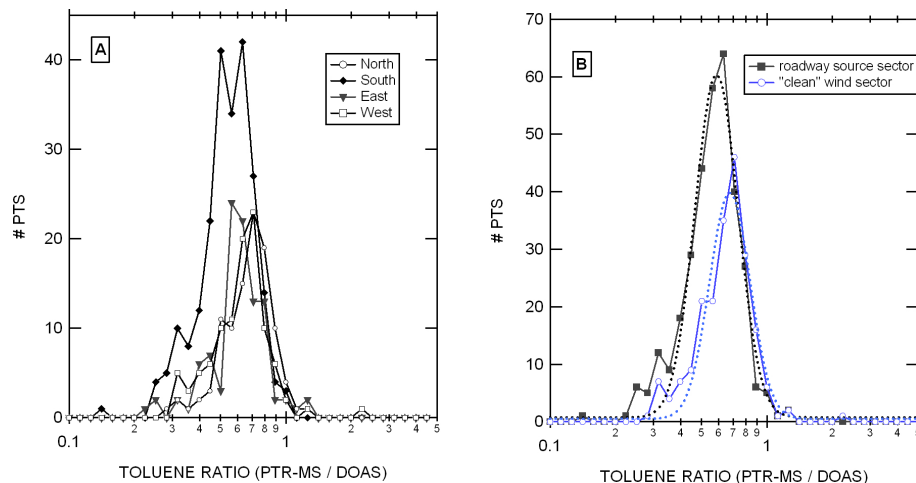 A
North
South
East
West
# PTS
40
30
20
10
0
0.1 2 3 4 5 6 7 8 9 1 2 3 4 5
TOLUENE RATIO (PTR-MS / DOAS)
B
roadway source sector
"clean" wind sector
# PTS
70
60
50
40
30
20
10
0
0.1 2 3 4 5 6 7 8 9 1 2 3 4 5
TOLUENE RATIO (PTR-MS / DOAS)